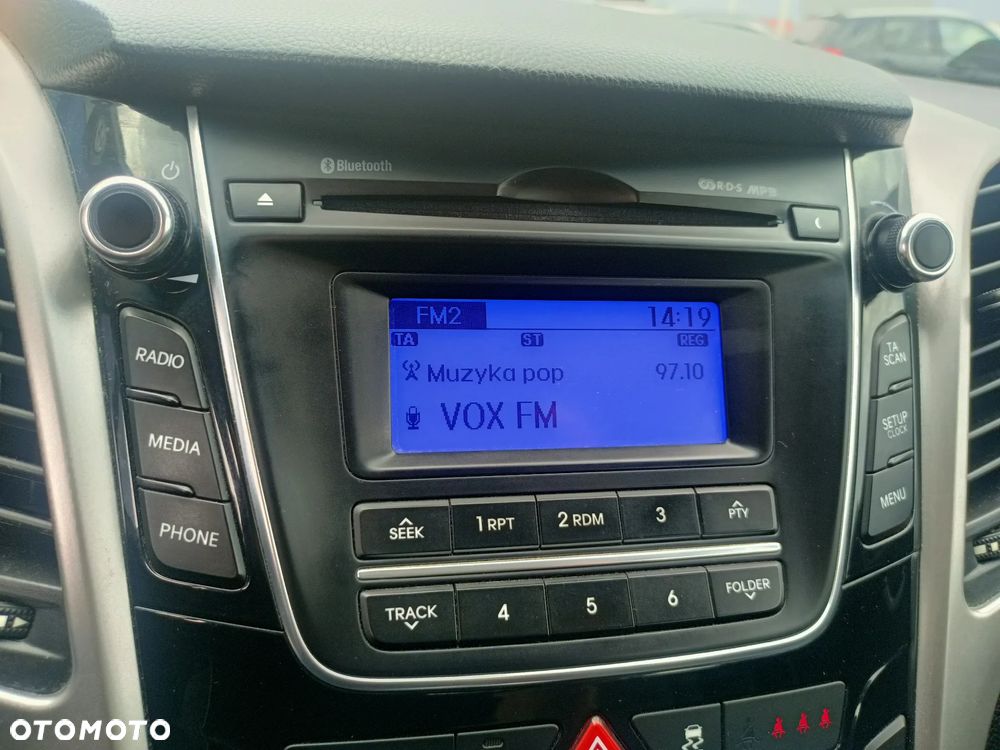 Bluetooth
R·D·S MP3
FM2 14:19
TA ST REG
Muzyka pop 97.10
VOX FM
RADIO
MEDIA
PHONE
TA
SCAN
SETUP
CLOCK
MENU
SEEK 1 RPT 2 RDM 3 PTY
TRACK 4 5 6 FOLDER
OTOMOTO